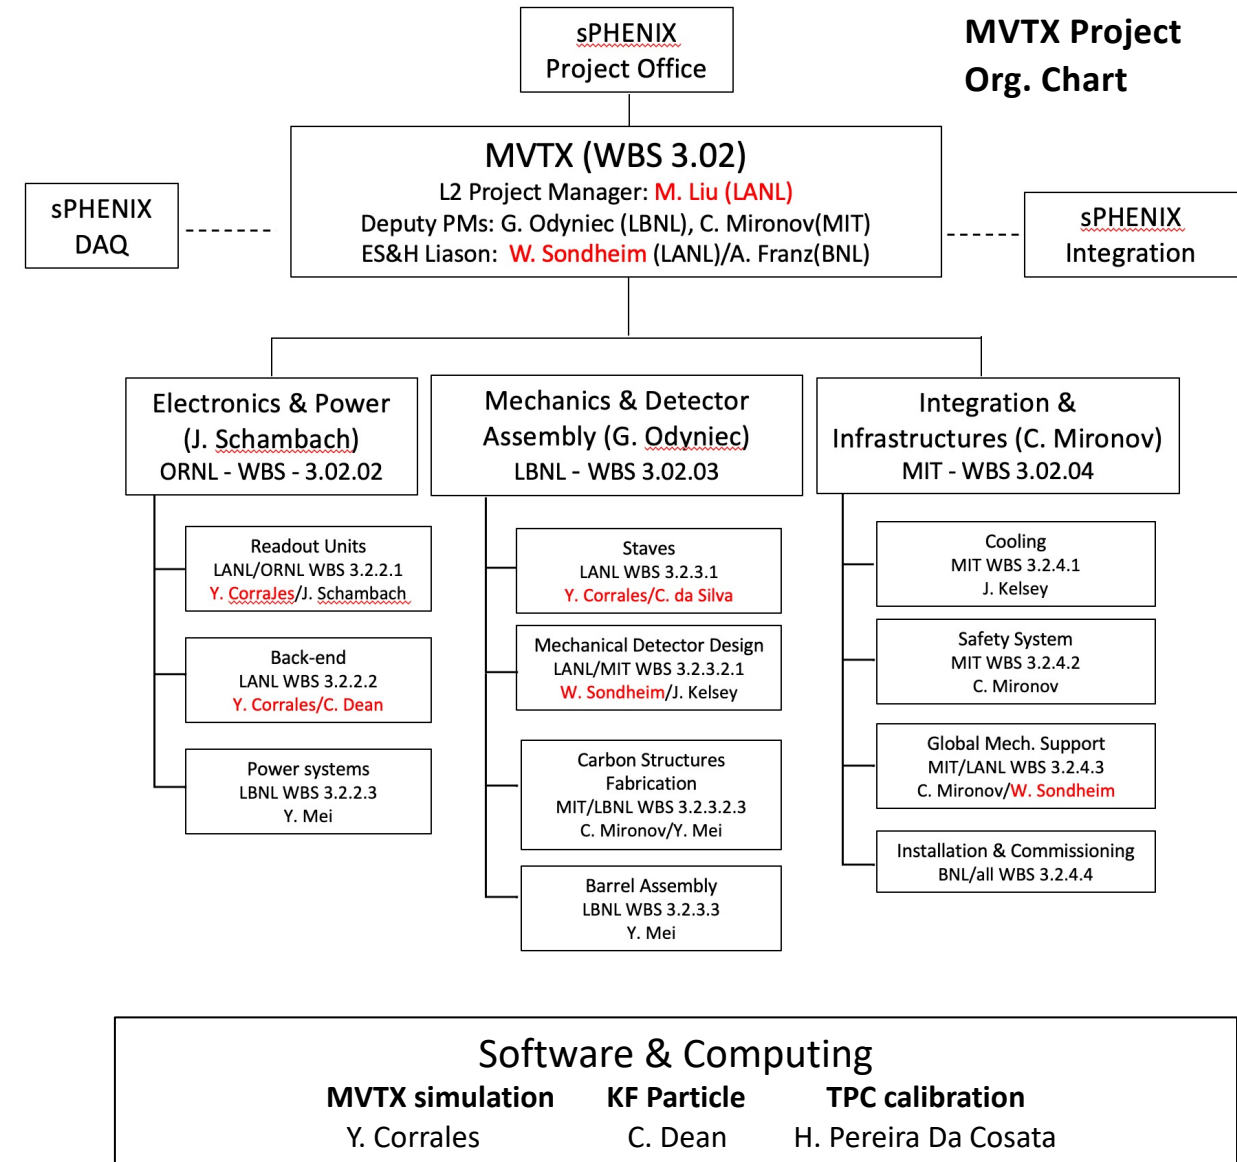 sPHENIX
Project Office
MVTX Project
Org. Chart
MVTX (WBS 3.02)
L2 Project Manager: M. Liu (LANL)
Deputy PMs: G. Odyniec (LBNL), C. Mironov(MIT)
ES&H Liason: W. Sondheim (LANL)/A. Franz(BNL)
sPHENIX
DAQ
sPHENIX
Integration
Electronics & Power
(J. Schambach)
ORNL - WBS - 3.02.02
Readout Units
LANL/ORNL WBS 3.2.2.1
Y. CorraJes/J. Schambach
Back-end
LANL WBS 3.2.2.2
Y. Corrales/C. Dean
Power systems
LBNL WBS 3.2.2.3
Y. Mei
Mechanics & Detector
Assembly (G. Odyniec)
LBNL - WBS 3.02.03
Staves
LANL WBS 3.2.3.1
Y. Corrales/C. da Silva
Mechanical Detector Design
LANL/MIT WBS 3.2.3.2.1
W. Sondheim/J. Kelsey
Carbon Structures
Fabrication
MIT/LBNL WBS 3.2.3.2.3
C. Mironov/Y. Mei
Barrel Assembly
LBNL WBS 3.2.3.3
Y. Mei
Integration &
Infrastructures (C. Mironov)
MIT - WBS 3.02.04
Cooling
MIT WBS 3.2.4.1
J. Kelsey
Safety System
MIT WBS 3.2.4.2
C. Mironov
Global Mech. Support
MIT/LANL WBS 3.2.4.3
C. Mironov/W. Sondheim
Installation & Commissioning
BNL/all WBS 3.2.4.4
Software & Computing
MVTX simulation KF Particle TPC calibration
Y. Corrales C. Dean H. Pereira Da Cosata